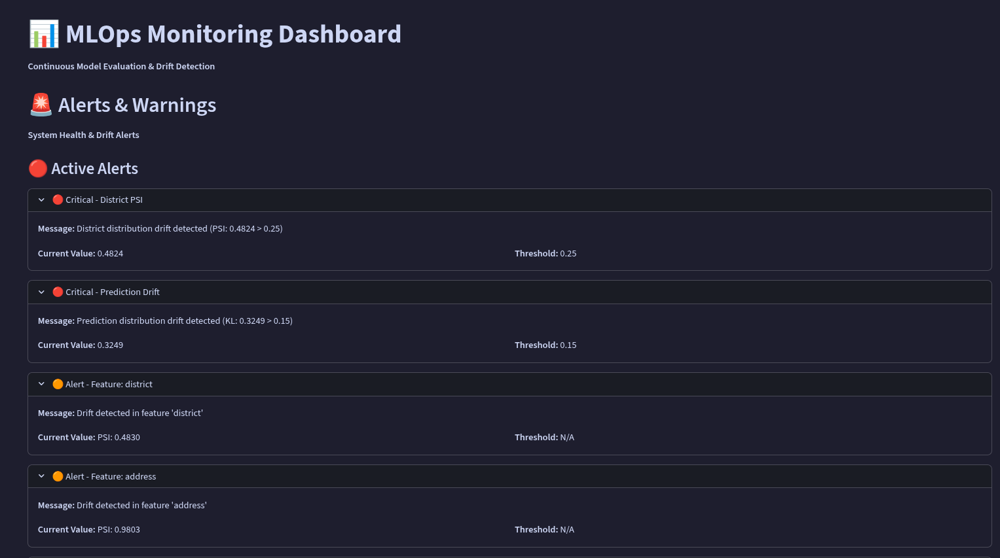 📊 MLOps Monitoring Dashboard
Continuous Model Evaluation & Drift Detection
🚨 Alerts & Warnings
System Health & Drift Alerts
🔴 Active Alerts
🔴 Critical - District PSI
Message: District distribution drift detected (PSI: 0.4824 > 0.25)
Current Value: 0.4824 Threshold: 0.25
🔴 Critical - Prediction Drift
Message: Prediction distribution drift detected (KL: 0.3249 > 0.15)
Current Value: 0.3249 Threshold: 0.15
🟠 Alert - Feature: district
Message: Drift detected in feature 'district'
Current Value: PSI: 0.4830 Threshold: N/A
🟠 Alert - Feature: address
Message: Drift detected in feature 'address'
Current Value: PSI: 0.9803 Threshold: N/A